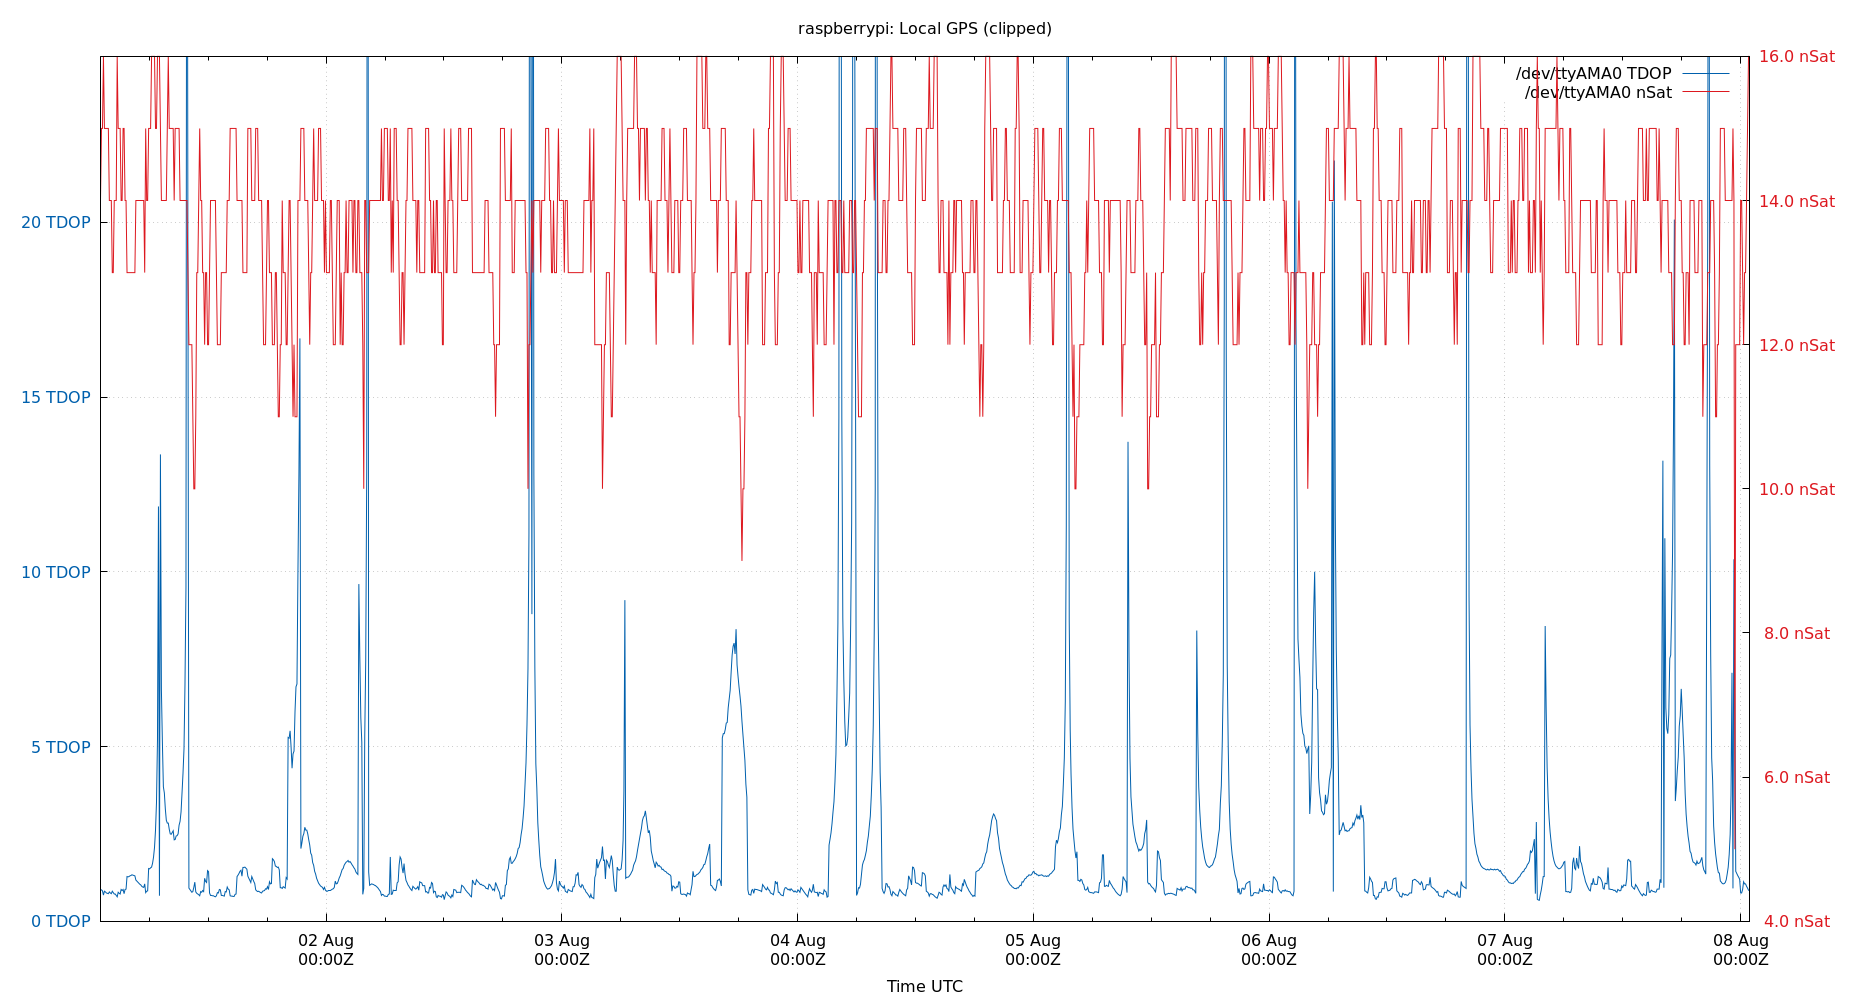 raspberrypi: Local GPS (clipped)
/dev/ttyAMA0 TDOP
/dev/ttyAMA0 nSat
20 TDOP
15 TDOP
10 TDOP
5 TDOP
0 TDOP
16.0 nSat
14.0 nSat
12.0 nSat
10.0 nSat
8.0 nSat
6.0 nSat
4.0 nSat
02 Aug
00:00Z
03 Aug
00:00Z
04 Aug
00:00Z
05 Aug
00:00Z
06 Aug
00:00Z
07 Aug
00:00Z
08 Aug
00:00Z
Time UTC